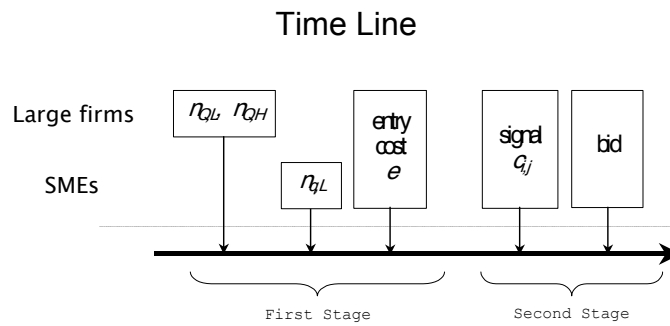 Time Line
Large firms
n_QL, n_QH
entry
cost
e
signal
c_i,j
bid
SMEs
n_qL
First Stage
Second Stage